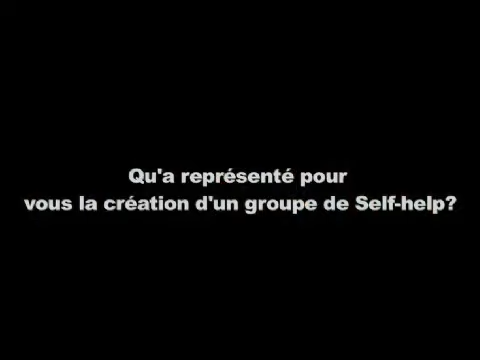 Qu'a représenté pour
vous la création d'un groupe de Self-help?